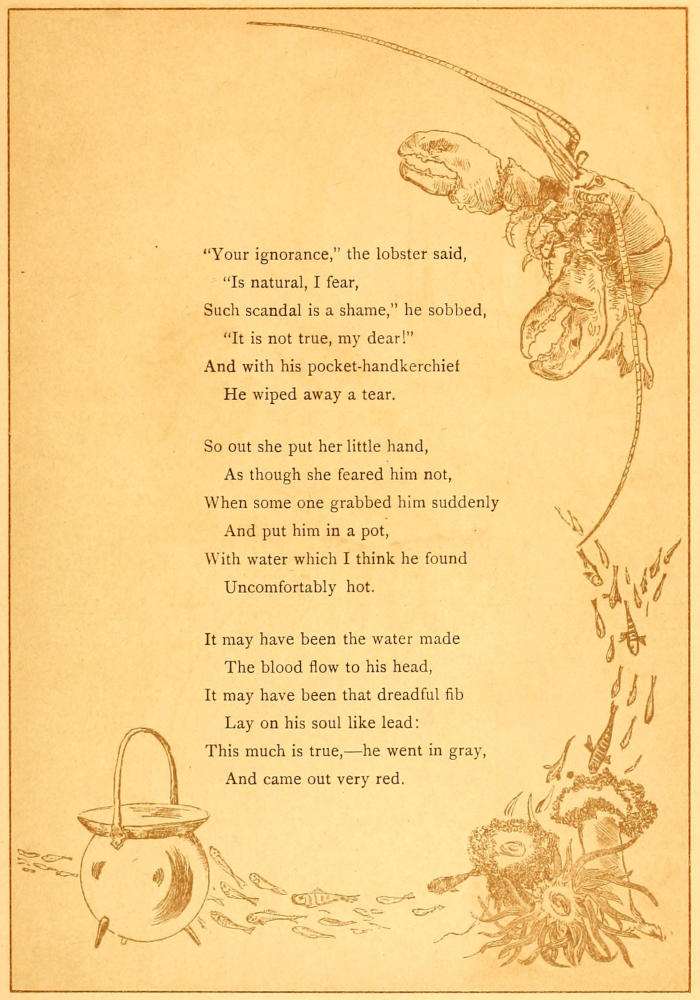 “Your ignorance,” the lobster said,
“Is natural, I fear,
Such scandal is a shame,” he sobbed,
“It is not true, my dear!”
And with his pocket-handkerchief
He wiped away a tear.
So out she put her little hand,
As though she feared him not,
When some one grabbed him suddenly
And put him in a pot,
With water which I think he found
Uncomfortably hot.
It may have been the water made
The blood flow to his head,
It may have been that dreadful fib
Lay on his soul like lead:
This much is true,—he went in gray,
And came out very red.